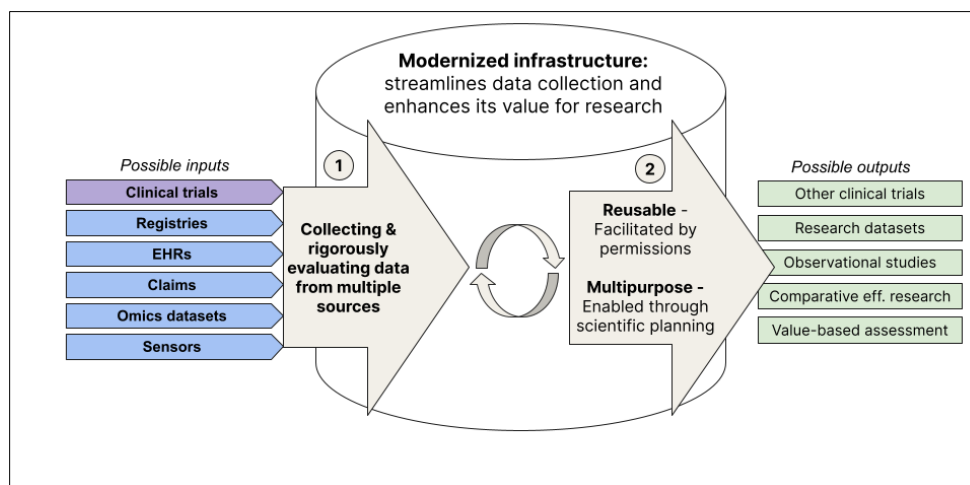 Modernized infrastructure:
streamlines data collection and
enhances its value for research
Possible inputs
Clinical trials
Registries
EHRs
Claims
Omics datasets
Sensors
1
Collecting &
rigorously
evaluating data
from multiple
sources
2
Reusable -
Facilitated by
permissions
Multipurpose -
Enabled through
scientific planning
Possible outputs
Other clinical trials
Research datasets
Observational studies
Comparative eff. research
Value-based assessment